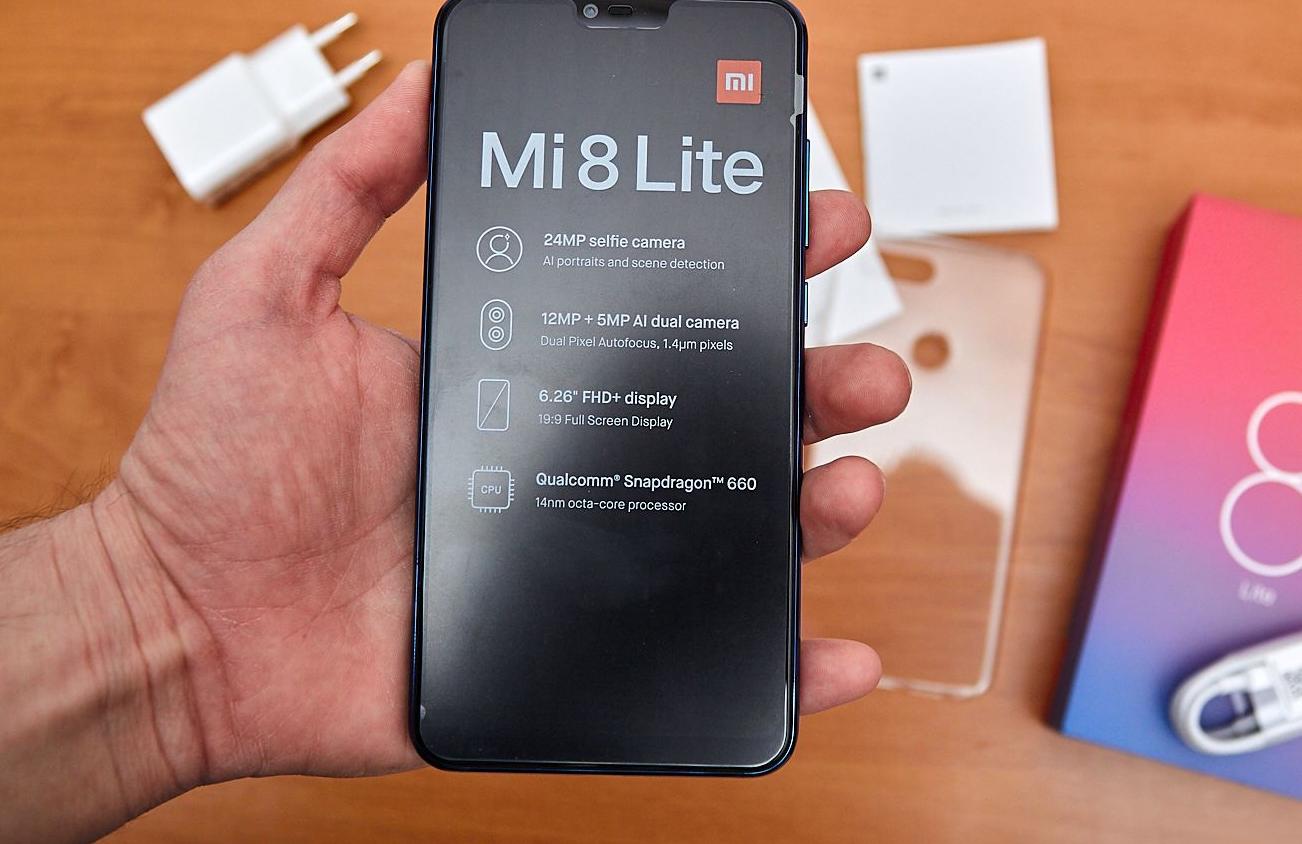 mi
Mi 8 Lite
24MP selfie camera
AI portraits and scene detection
12MP + 5MP AI dual camera
Dual Pixel Autofocus, 1.4µm pixels
6.26" FHD+ display
19:9 Full Screen Display
CPU
Qualcomm® Snapdragon™ 660
14nm octa-core processor
8
Lite